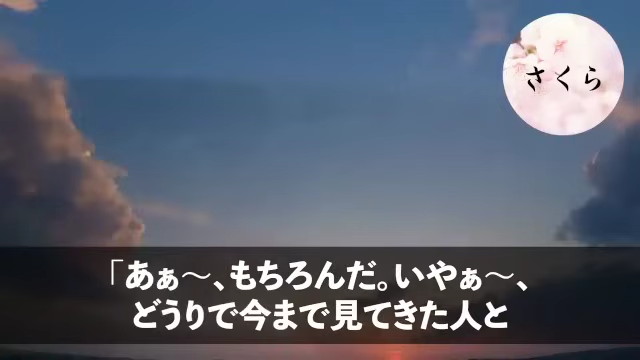 さくら
「あぁ～、もちろんだ。いやぁ～、
どうりで今まで見てきた人と